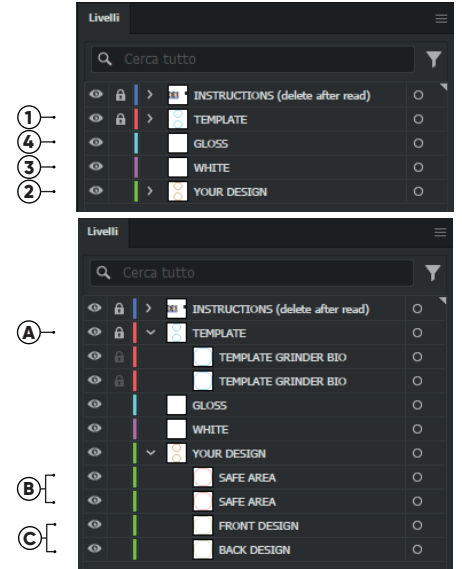 Livelli
Cerca tutto
INSTRUCTIONS (delete after read)
1 TEMPLATE
4 GLOSS
3 WHITE
2 YOUR DESIGN
Livelli
Cerca tutto
INSTRUCTIONS (delete after read)
A TEMPLATE
TEMPLATE GRINDER BIO
TEMPLATE GRINDER BIO
GLOSS
WHITE
YOUR DESIGN
B SAFE AREA
SAFE AREA
C FRONT DESIGN
BACK DESIGN